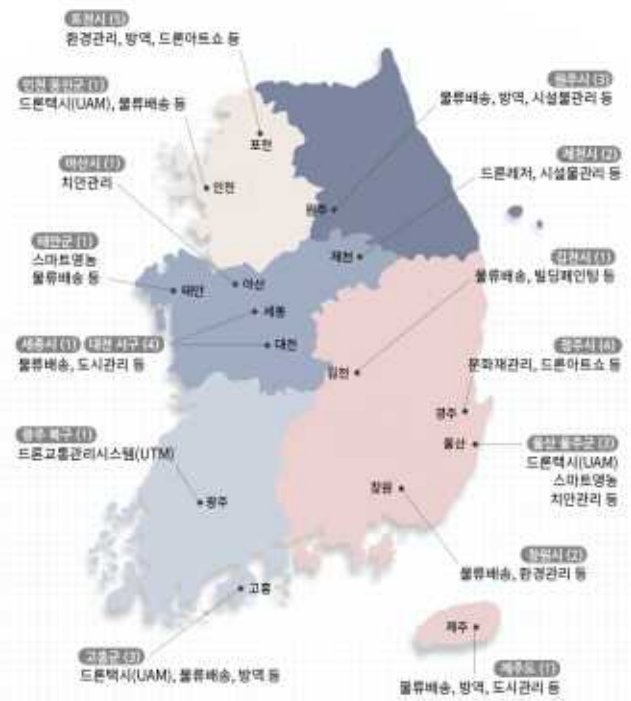 포천시 (5)
환경관리, 방역, 드론아트쇼 등
인천 옹진군 (1)
드론택시(UAM), 물류배송 등
원주시 (3)
물류배송, 방역, 시설물관리 등
아산시 (1)
치안관리
제천시 (2)
드론레저, 시설물관리 등
포천
인천
원주
태안군 (1)
스마트영농
물류배송 등
제천
김천시 (1)
물류배송, 빌딩페인팅 등
태안
아산
세종
세종시 (1) 대전 서구 (4)
물류배송, 도시관리 등
대전
김천
문화재관리, 드론아트쇼 등
광주 북구 (1)
드론교통관리시스템(UTM)
울산
울산 울주군
드론택시(UAM)
스마트영농
치안관리 등
광주
창원
창원시 (2)
물류배송, 환경관리 등
고흥
고흥군 (3)
드론택시(UAM), 물류배송, 방역 등
제주
제주도 (1)
물류배송, 방역, 도시관리 등